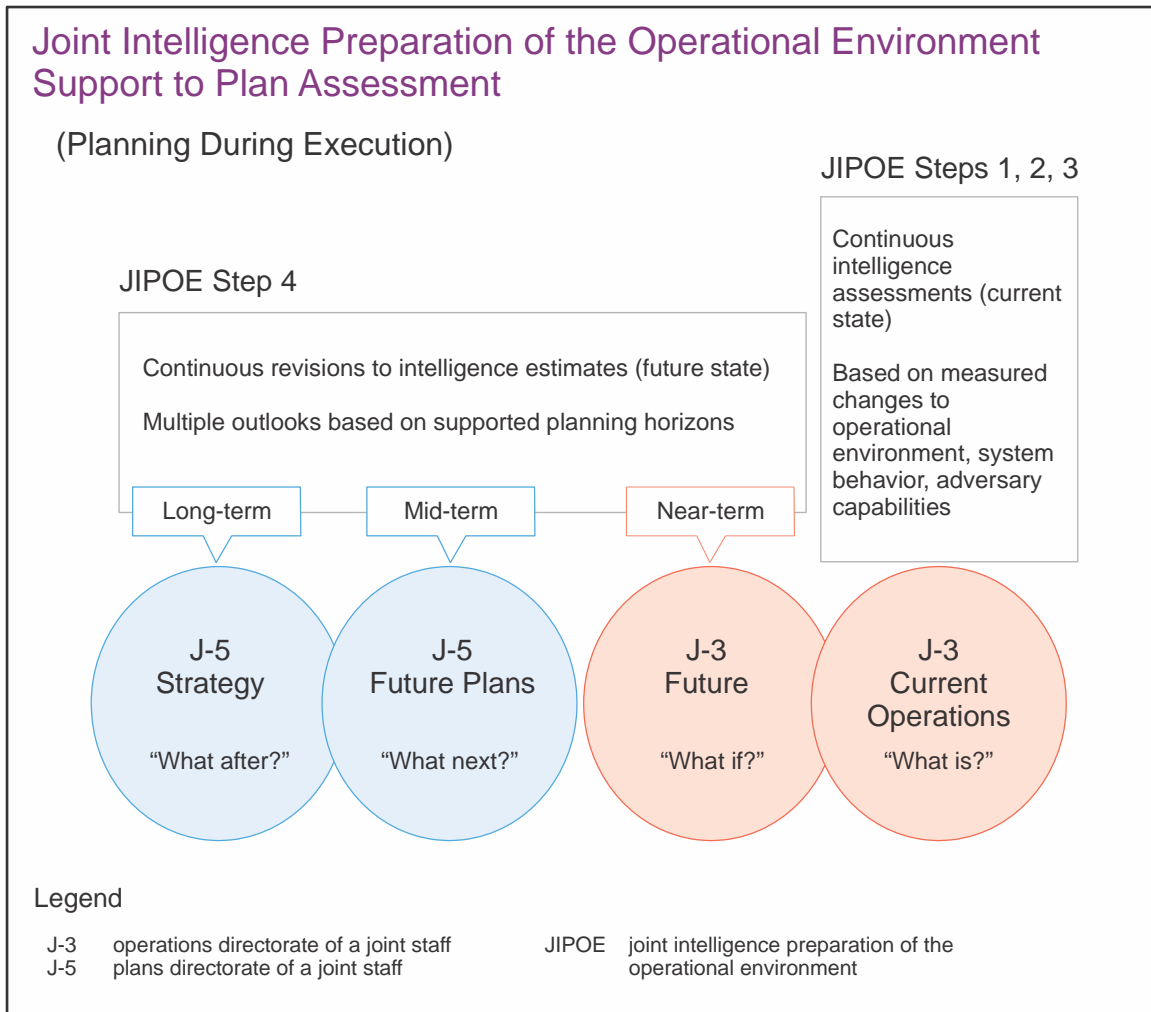 Joint Intelligence Preparation of the Operational Environment
Support to Plan Assessment
(Planning During Execution)
JIPOE Steps 1, 2, 3
Continuous
intelligence
assessments (current
state)
Based on measured
changes to
operational
environment, system
behavior, adversary
capabilities
JIPOE Step 4
Continuous revisions to intelligence estimates (future state)
Multiple outlooks based on supported planning horizons
Long-term
Mid-term
Near-term
J-5
Strategy
“What after?”
J-5
Future Plans
“What next?”
J-3
Future
“What if?”
J-3
Current
Operations
“What is?”
Legend
J-3 operations directorate of a joint staff
J-5 plans directorate of a joint staff
JIPOE joint intelligence preparation of the
operational environment